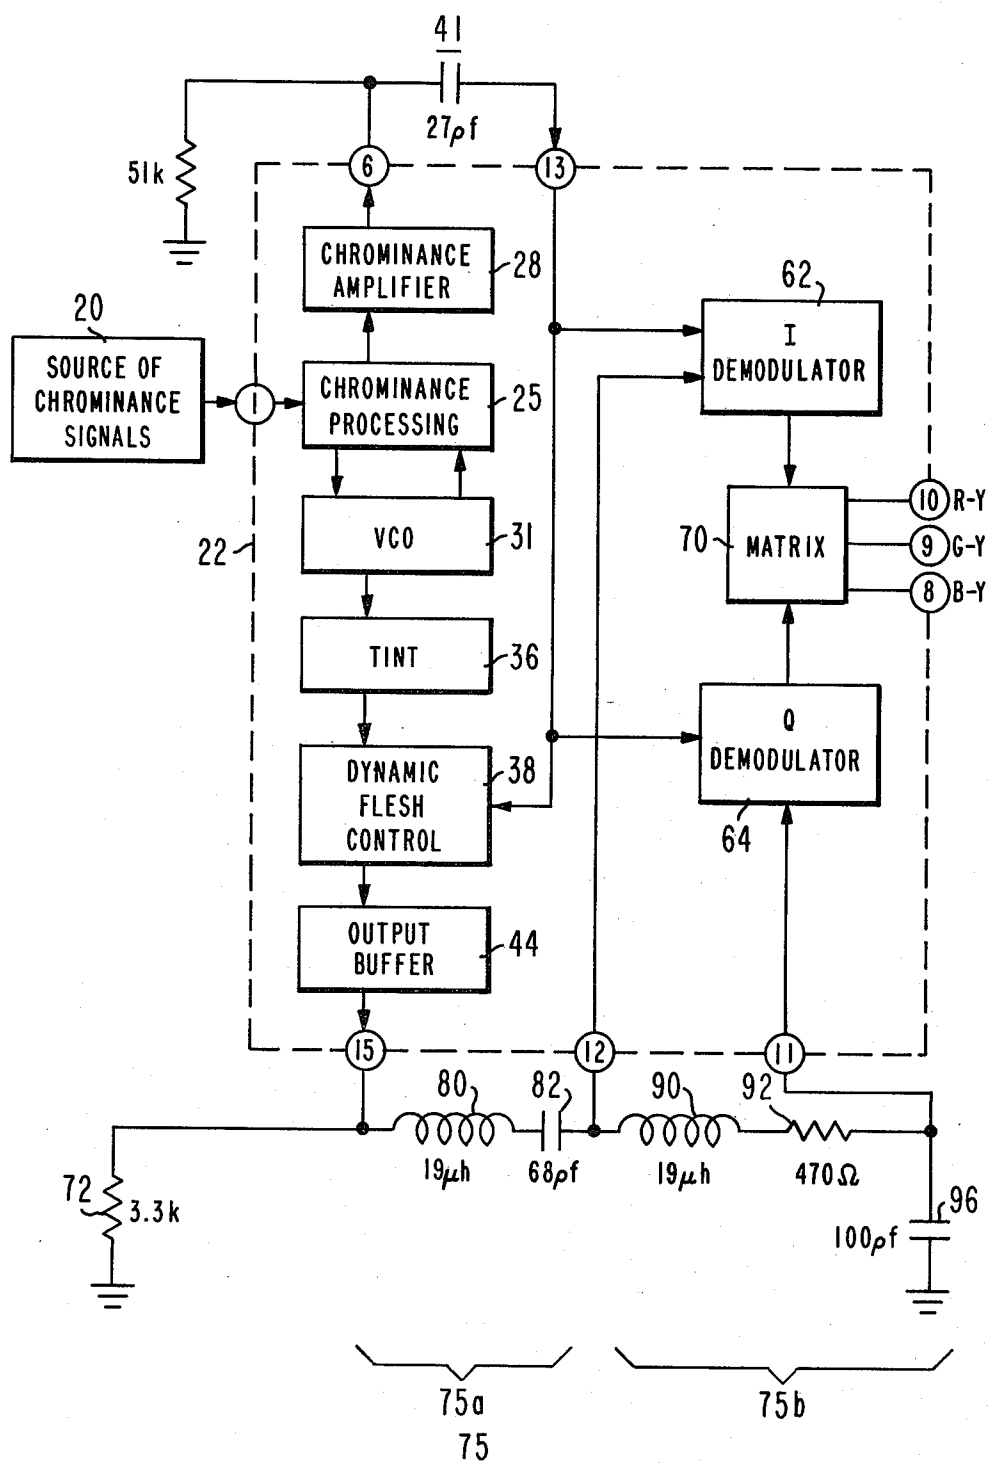 41
27pf
51k
6
13
CHROMINANCE
AMPLIFIER
28
62
I
DEMODULATOR
20
SOURCE OF
CHROMINANCE
SIGNALS
1
CHROMINANCE
PROCESSING
25
10 R-Y
70
MATRIX
9 G-Y
8 B-Y
22
VCO
31
TINT
36
Q
DEMODULATOR
64
DYNAMIC
FLESH
CONTROL
38
OUTPUT
BUFFER
44
15
12
11
80
82
90
92
19μh
68pf
19μh
470Ω
72
3.3k
96
100pf
75a
75b
75